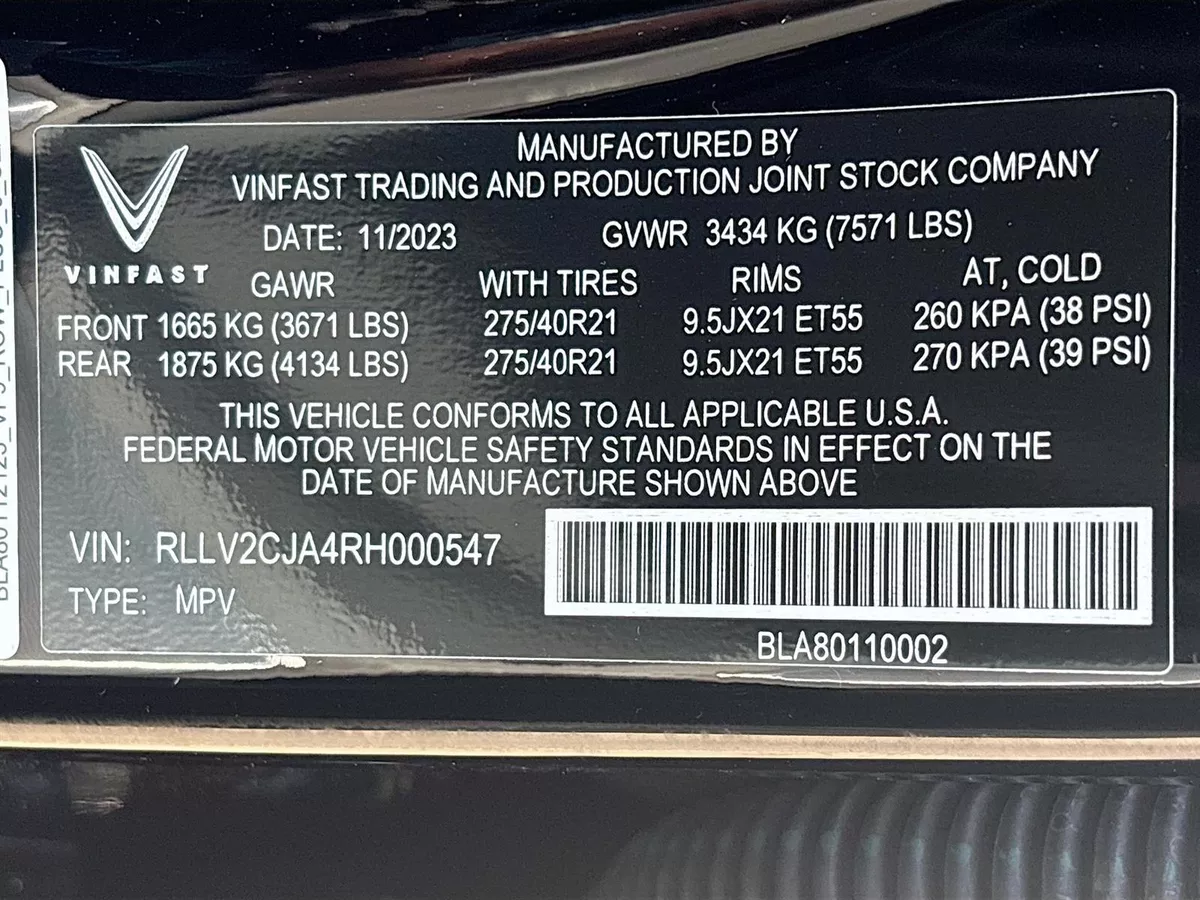 MANUFACTURED BY
VINFAST TRADING AND PRODUCTION JOINT STOCK COMPANY
DATE: 11/2023 GVWR 3434 KG (7571 LBS)
VINFAST
GAWR WITH TIRES RIMS AT, COLD
FRONT 1665 KG (3671 LBS) 275/40R21 9.5JX21 ET55 260 KPA (38 PSI)
REAR 1875 KG (4134 LBS) 275/40R21 9.5JX21 ET55 270 KPA (39 PSI)
THIS VEHICLE CONFORMS TO ALL APPLICABLE U.S.A.
FEDERAL MOTOR VEHICLE SAFETY STANDARDS IN EFFECT ON THE
DATE OF MANUFACTURE SHOWN ABOVE
VIN: RLLV2CJA4RH000547
TYPE: MPV
BLA80110002